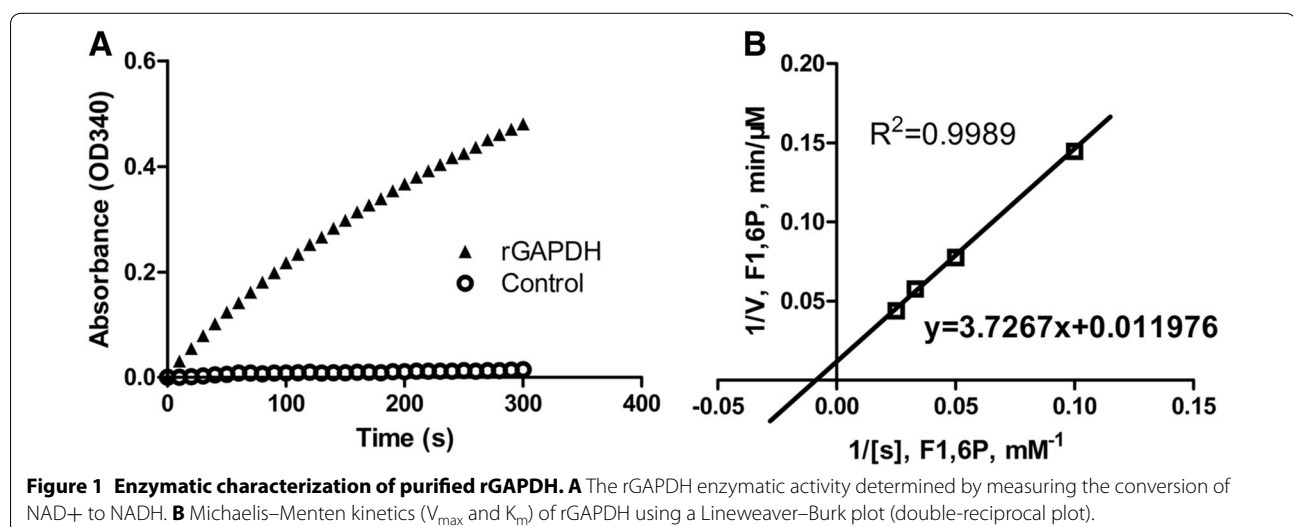 A
B
0.6
0.4
0.2
0.0
Absorbance (OD340)
rGAPDH
Control
0
100
200
300
400
Time (s)
0.20
0.15
0.10
0.05
1/V, F1,6P, min/µM
R²=0.9989
y=3.7267x+0.011976
-0.05
0.00
0.05
0.10
0.15
1/[s], F1,6P, mM⁻¹
Figure 1 Enzymatic characterization of purified rGAPDH. A The rGAPDH enzymatic activity determined by measuring the conversion of
NAD+ to NADH. B Michaelis–Menten kinetics (Vmax and Km) of rGAPDH using a Lineweaver–Burk plot (double-reciprocal plot).